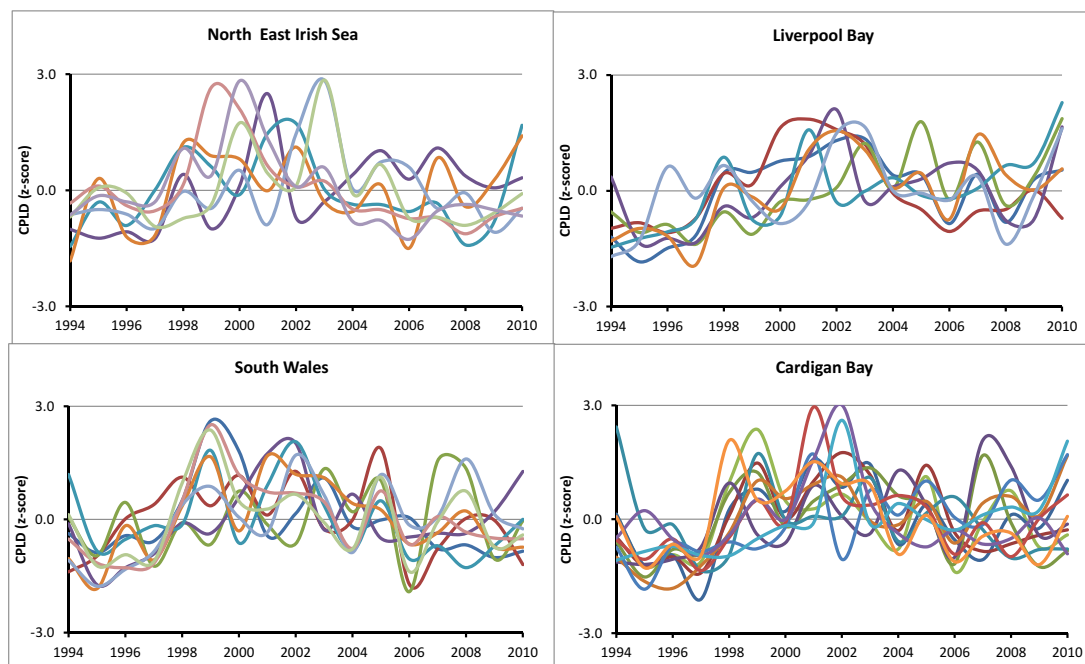 North East Irish Sea
CPLD (z-score)
3.0
0.0
-3.0
1994 1996 1998 2000 2002 2004 2006 2008 2010
Liverpool Bay
CPLD (z-score0
3.0
0.0
-3.0
1994 1996 1998 2000 2002 2004 2006 2008 2010
South Wales
CPLD (z-score)
3.0
0.0
-3.0
1994 1996 1998 2000 2002 2004 2006 2008 2010
Cardigan Bay
CPLD (z-score)
3.0
0.0
-3.0
1994 1996 1998 2000 2002 2004 2006 2008 2010